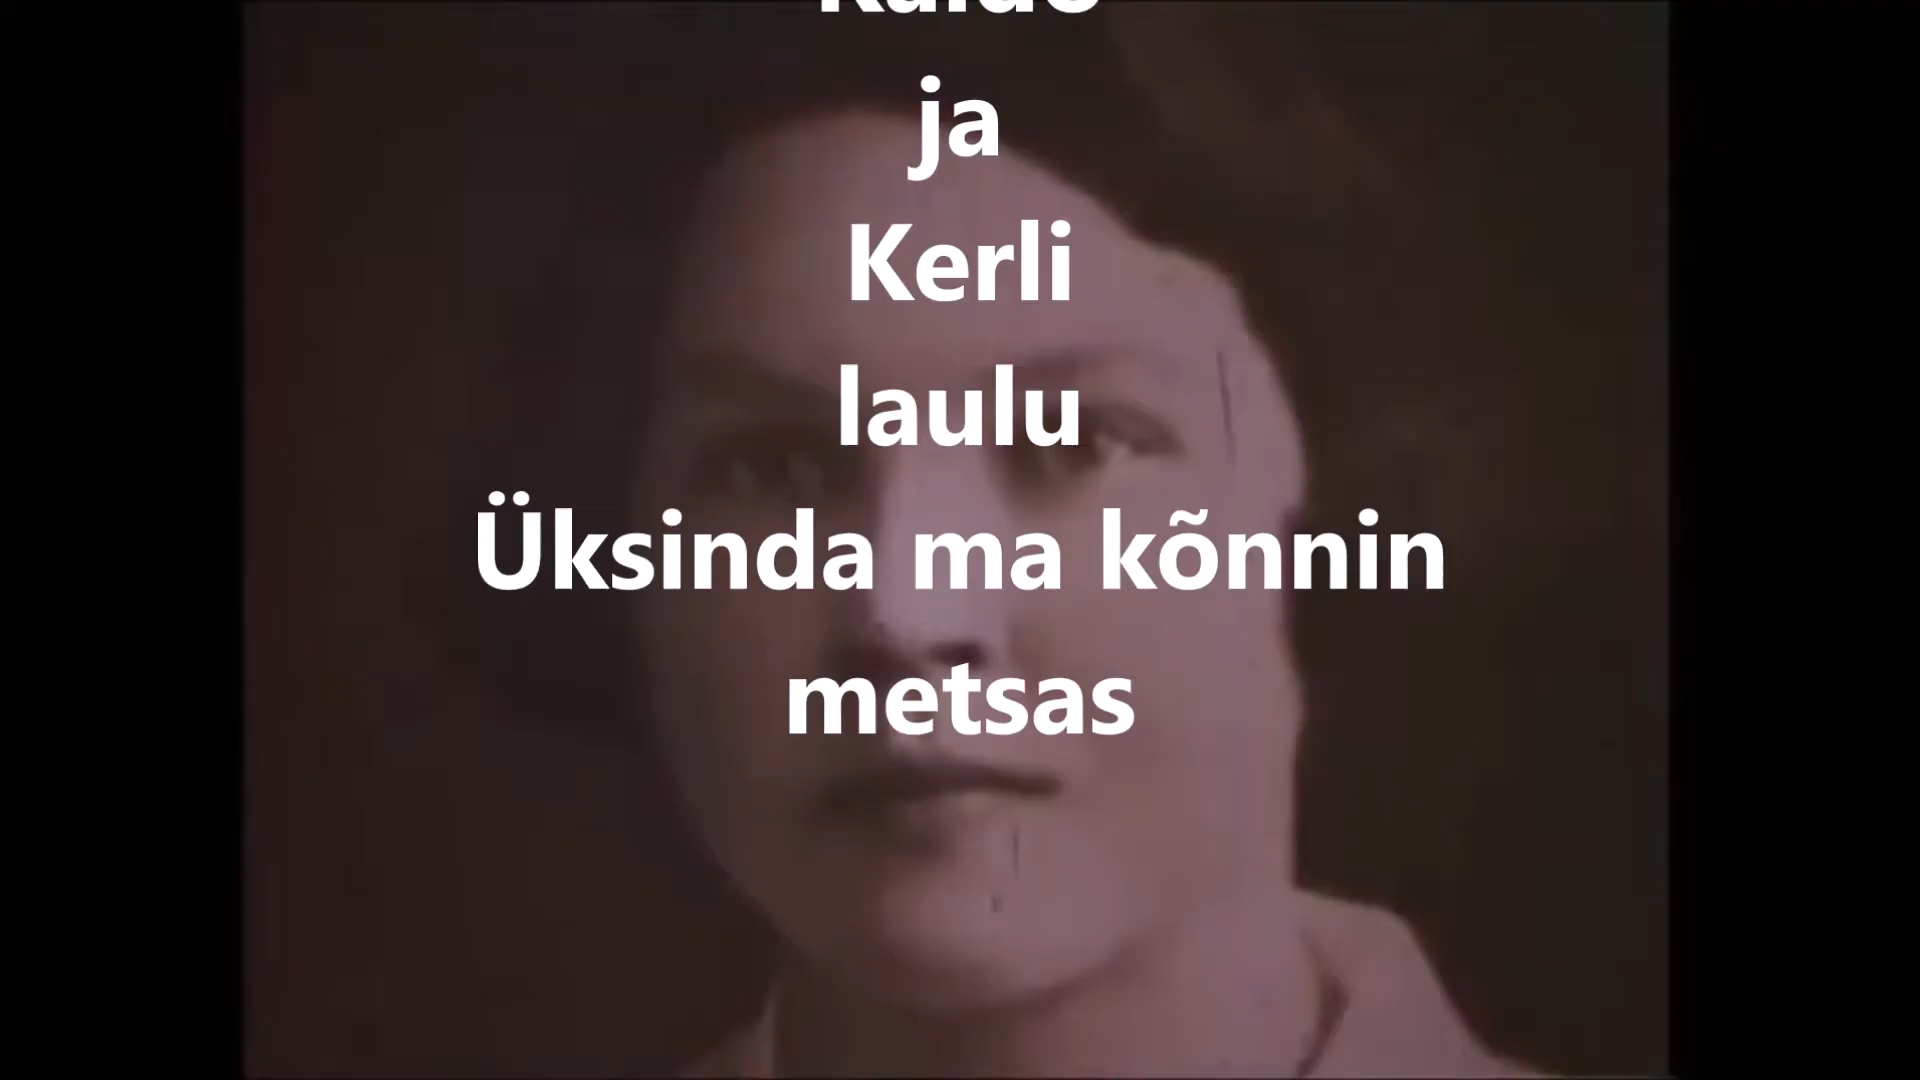 ja
Kerli
laulu
Üksinda ma kõnnin
metsas